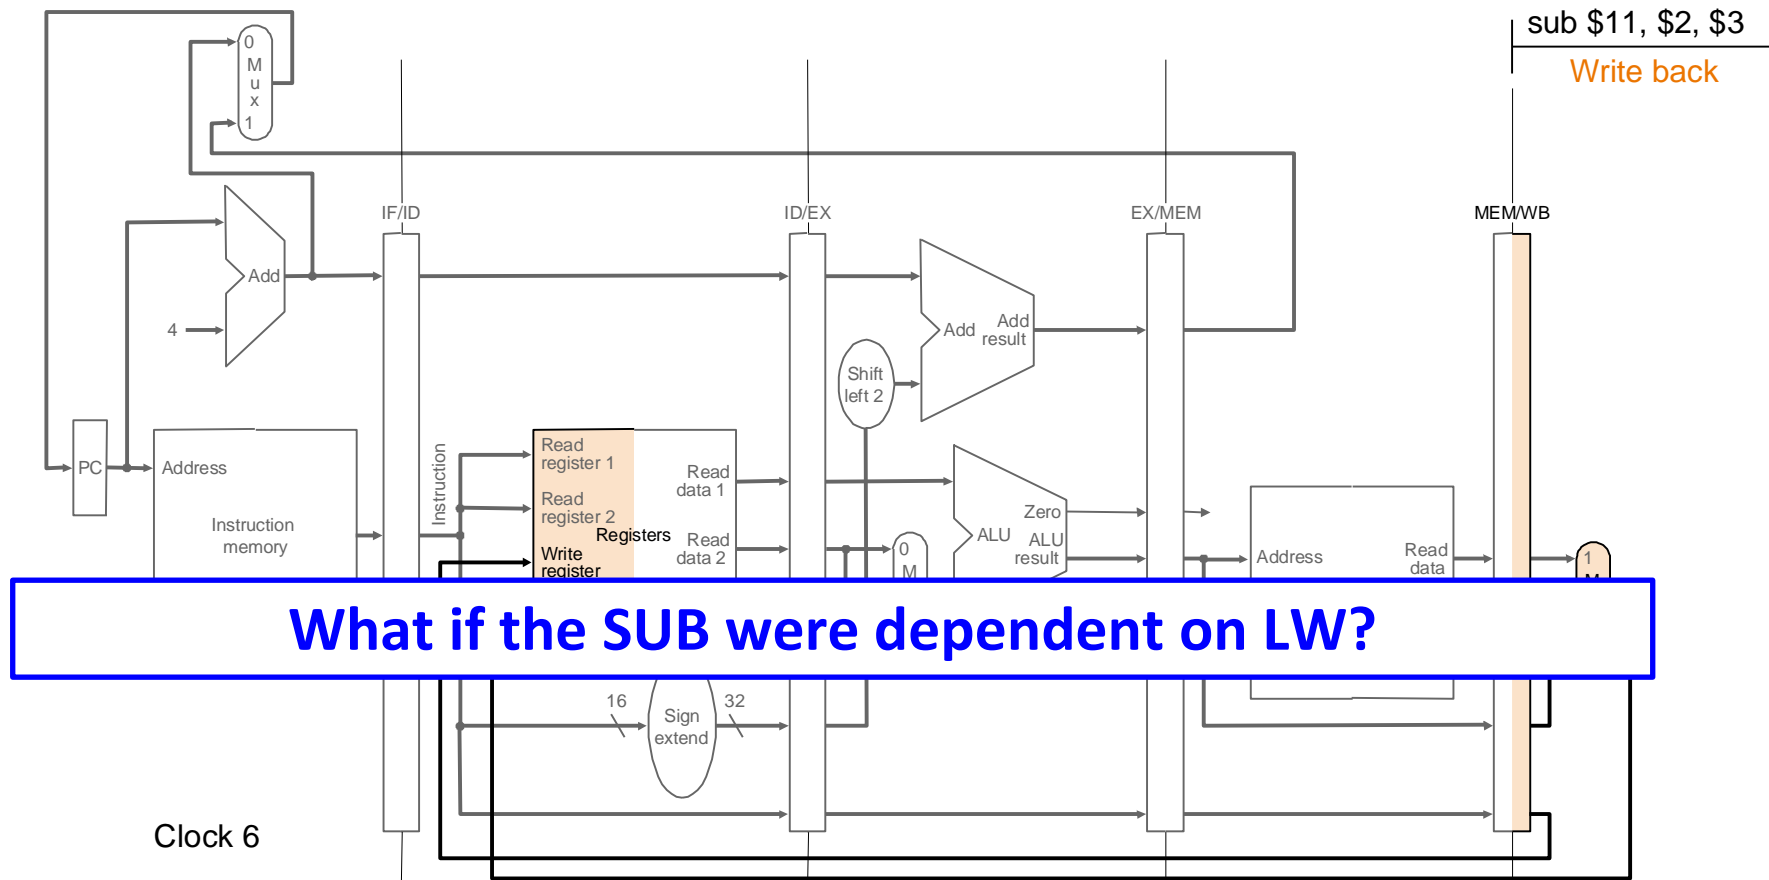 sub $11, $2, $3
Write back
0
M
u
x
1
IF/ID
ID/EX
EX/MEM
MEM/WB
Add
4
Add
Add
result
Shift
left 2
PC
Address
Instruction
memory
Instruction
Read
register 1
Read
register 2
Write
register
Registers
Read
data 1
Read
data 2
0
M
Zero
ALU
ALU
result
Address
Read
data
1
M
What if the SUB were dependent on LW?
16
Sign
extend
32
Clock 6